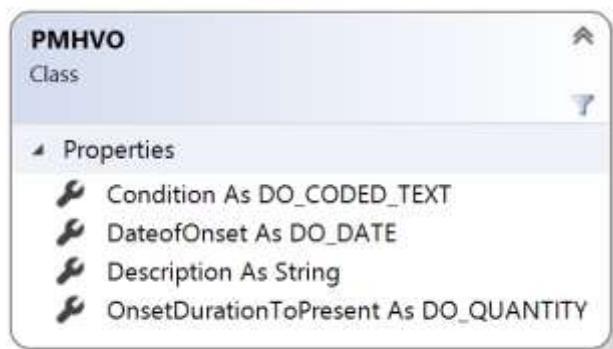 PMHVO
Class
Properties
Condition As DO_CODED_TEXT
DateofOnset As DO_DATE
Description As String
OnsetDurationToPresent As DO_QUANTITY